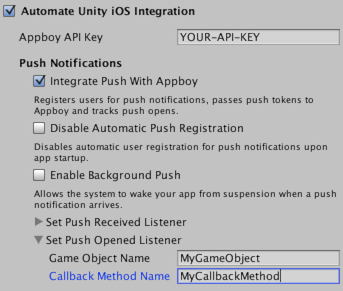 Automate Unity iOS Integration
Appboy API Key YOUR-API-KEY
Push Notifications
Integrate Push With Appboy
Registers users for push notifications, passes push tokens to
Appboy and tracks push opens.
Disable Automatic Push Registration
Disables automatic user registration for push notifications upon
app startup.
Enable Background Push
Allows the system to wake your app from suspension when a push
notification arrives.
Set Push Received Listener
Set Push Opened Listener
Game Object Name MyGameObject
Callback Method Name MyCallbackMethod